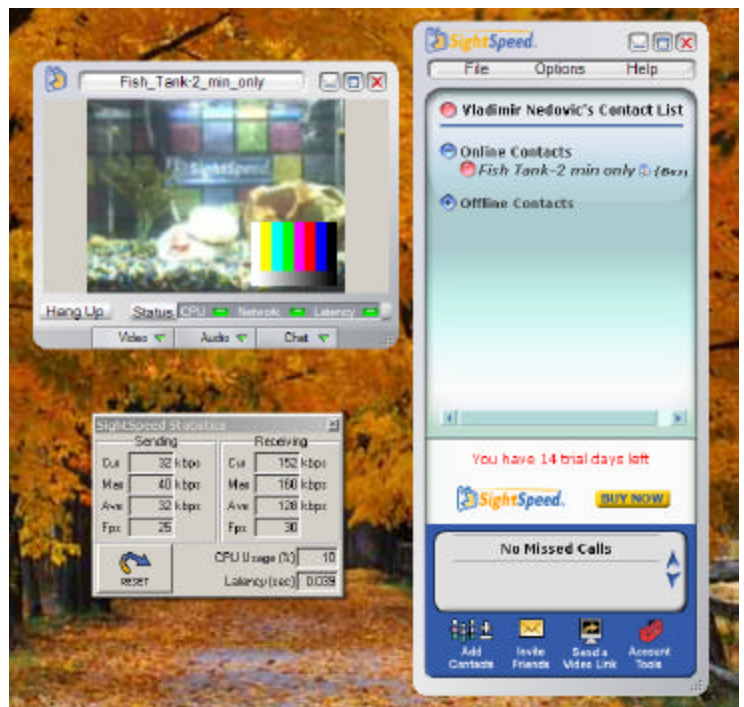 Fish_Tank-2_min_only
SightSpeed
Hang Up Status CPU Network Latency
Video Audio Chat
SightSpeed Statistics
Sending Receiving
Cur 32 kbps Cur 152 kbps
Max 40 kbps Max 160 kbps
Ave 32 kbps Ave 128 kbps
Fps 25 Fps 30
CPU Usage (%) 10
RESET Latency (sec) 0.039
SightSpeed.
File Options Help
Vladimir Nedovic's Contact List
Online Contacts
Fish Tank-2 min only
Offline Contacts
You have 14 trial days left
SightSpeed. BUY NOW
No Missed Calls
Add Contacts
Invite Friends
Send a Video Link
Account Tools